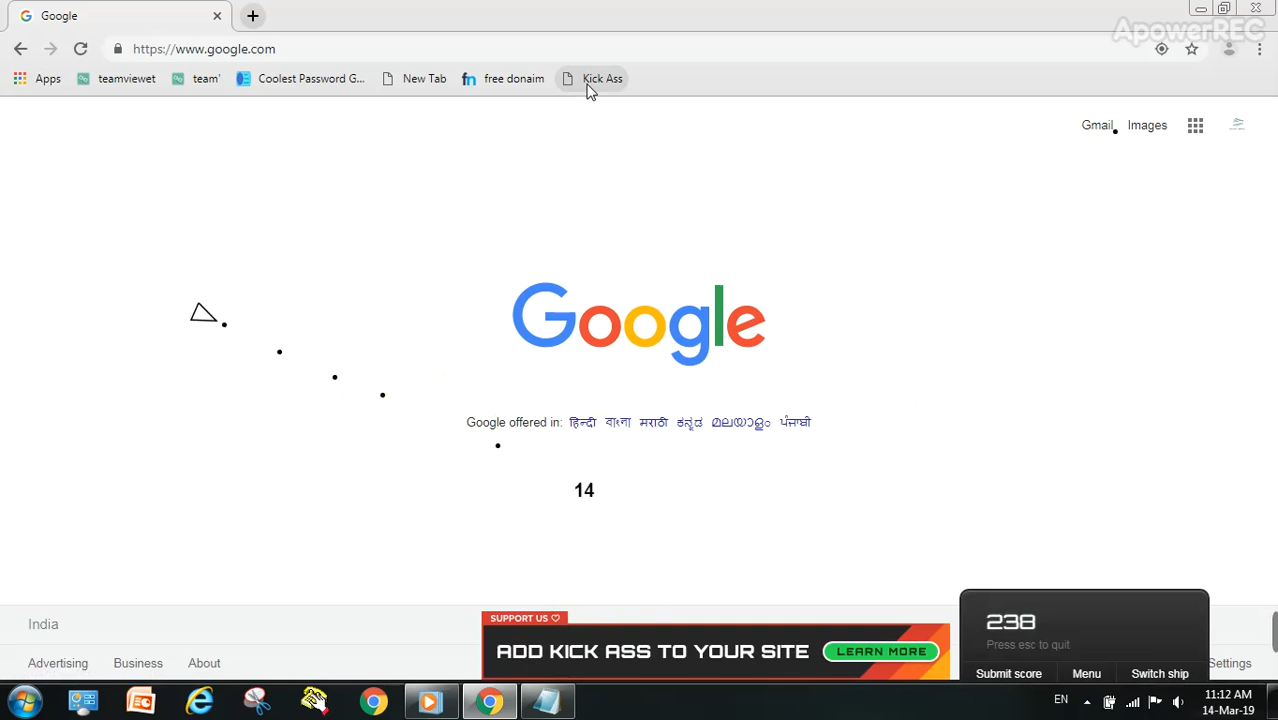 Google
ApowerREC
https://www.google.com
Apps teamviewet team' Coolest Password G... New Tab free donaim Kick Ass
Gmail Images
Google
Google offered in: हिन्दी বাংলা मराठी ಕನ್ನಡ മലയാളം ਪੰਜਾਬੀ
14
SUPPORT US
ADD KICK ASS TO YOUR SITE LEARN MORE
238
Press esc to quit
Submit score Menu Switch ship
India
Advertising Business About Settings
EN 11:12 AM
14-Mar-19